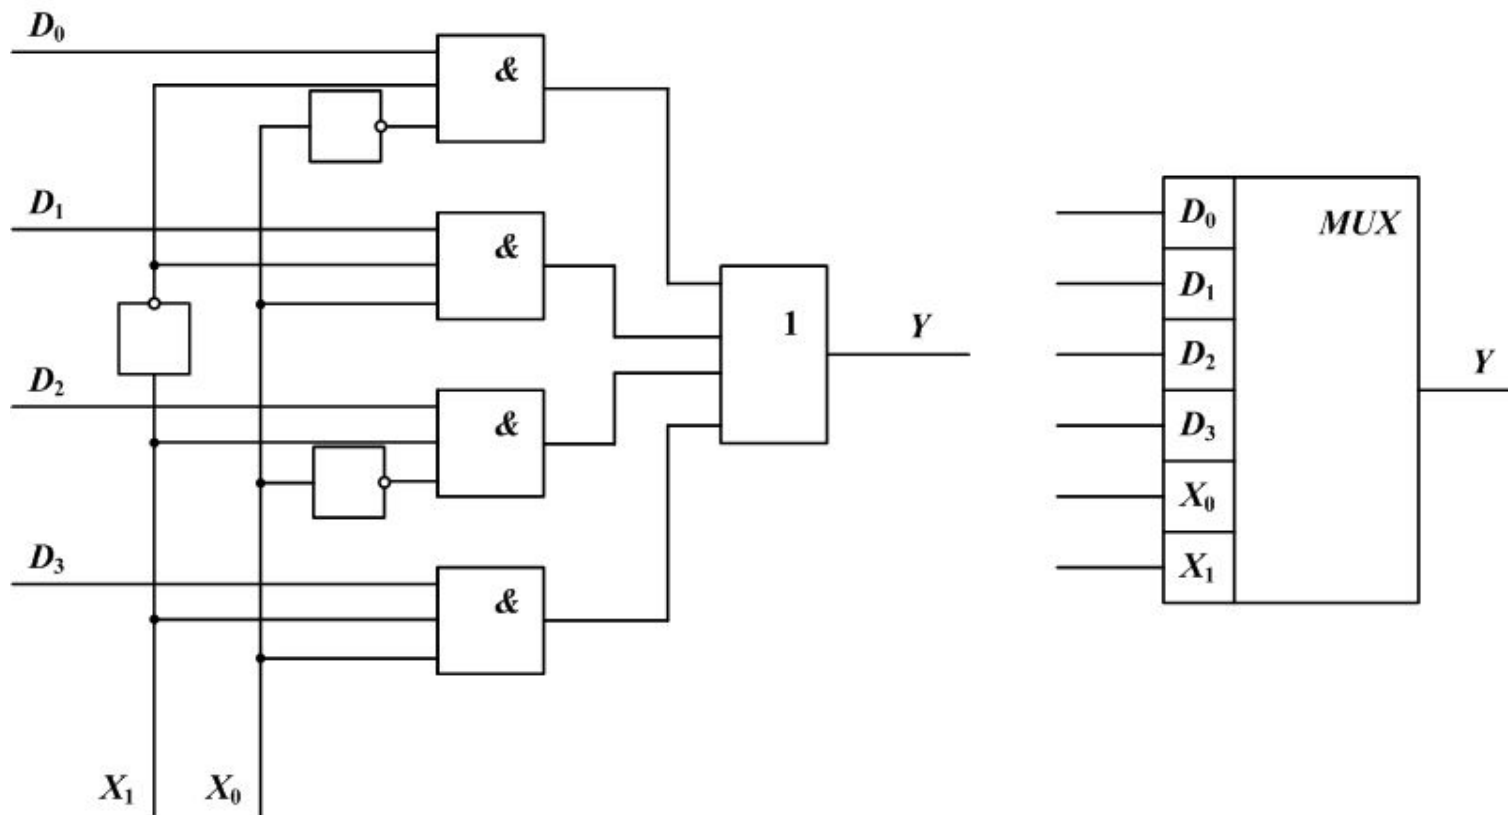 D₀
&
D₁
&
D₂
&
D₃
&
1
Y
X₁
X₀
D₀
D₁
D₂
D₃
X₀
X₁
MUX
Y